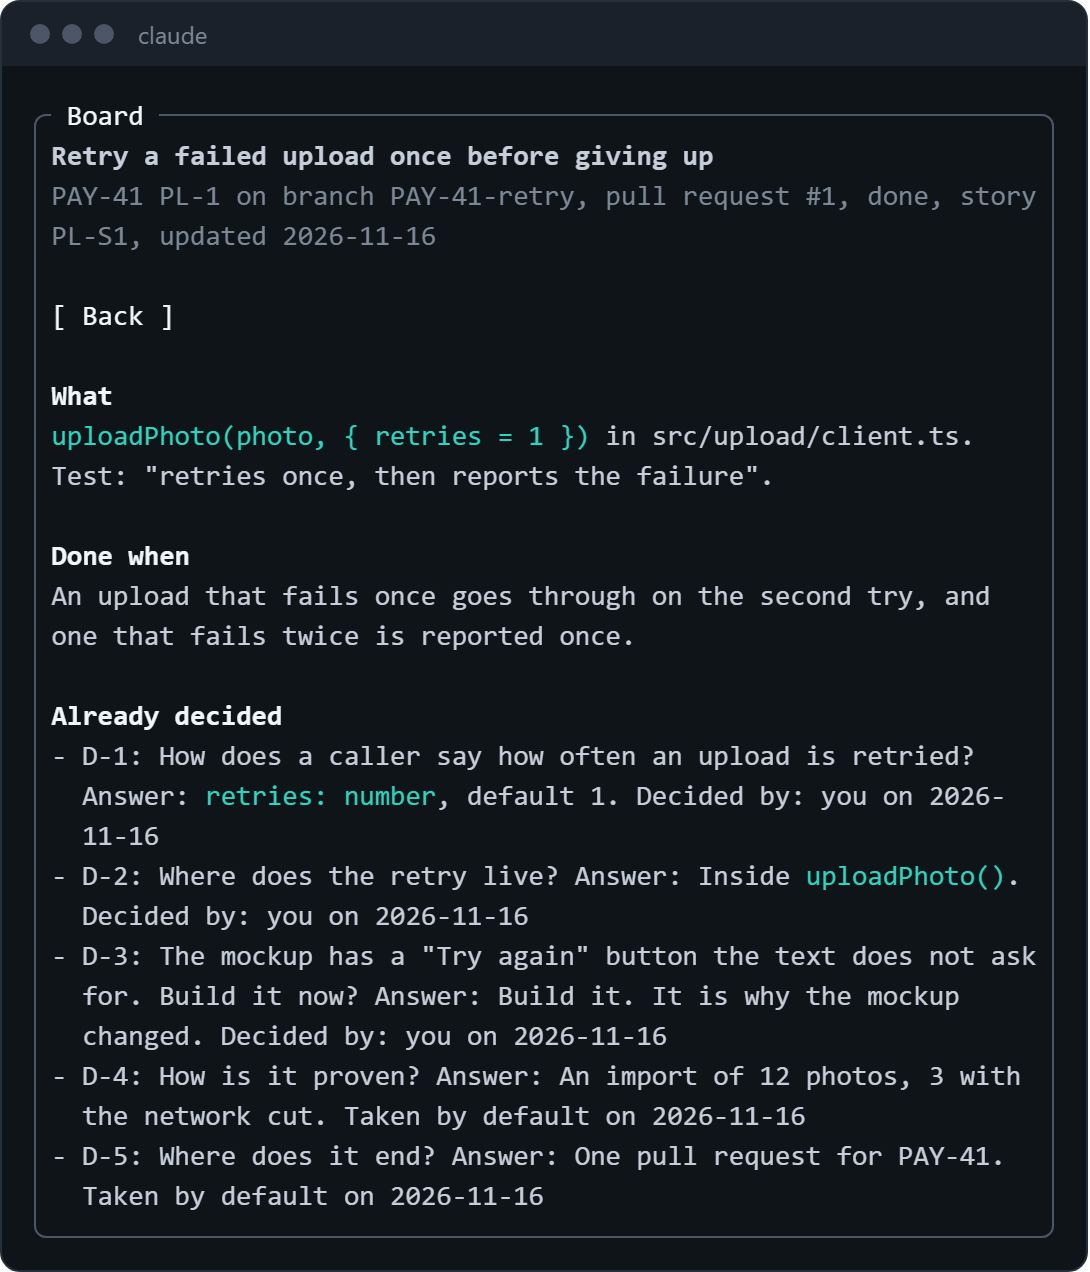 claude
Board
Retry a failed upload once before giving up
PAY-41 PL-1 on branch PAY-41-retry, pull request #1, done, story
PL-S1, updated 2026-11-16
[ Back ]
What
uploadPhoto(photo, { retries = 1 }) in src/upload/client.ts.
Test: "retries once, then reports the failure".
Done when
An upload that fails once goes through on the second try, and
one that fails twice is reported once.
Already decided
- D-1: How does a caller say how often an upload is retried?
Answer: retries: number, default 1. Decided by: you on 2026-
11-16
- D-2: Where does the retry live? Answer: Inside uploadPhoto().
Decided by: you on 2026-11-16
- D-3: The mockup has a "Try again" button the text does not ask
for. Build it now? Answer: Build it. It is why the mockup
changed. Decided by: you on 2026-11-16
- D-4: How is it proven? Answer: An import of 12 photos, 3 with
the network cut. Taken by default on 2026-11-16
- D-5: Where does it end? Answer: One pull request for PAY-41.
Taken by default on 2026-11-16